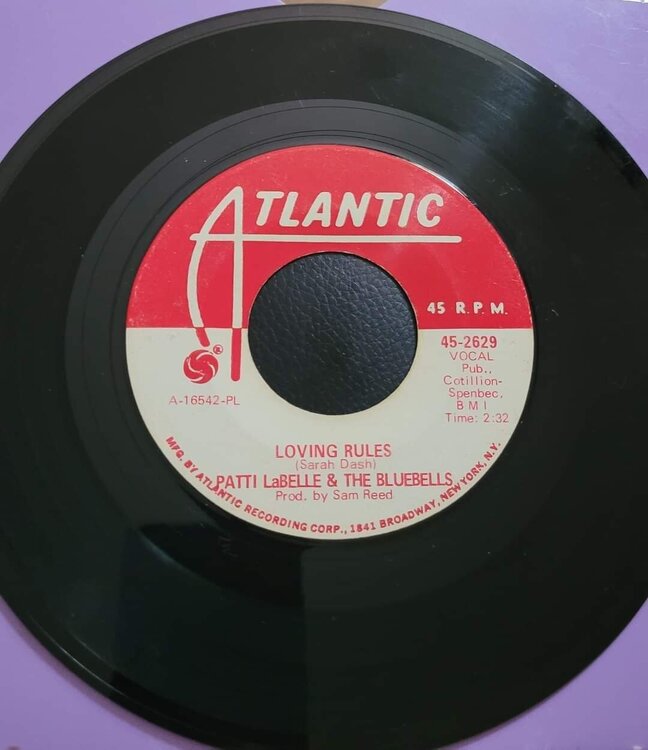 ATLANTIC
45 R.P.M.
45-2629
VOCAL
Pub.,
Cotillion-
Spenbec,
BMI
Time: 2:32
A-16542-PL
LOVING RULES
(Sarah Dash)
PATTI LaBELLE & THE BLUEBELLS
Prod. by Sam Reed
MFG. BY ATLANTIC RECORDING CORP., 1841 BROADWAY, NEW YORK, N.Y.